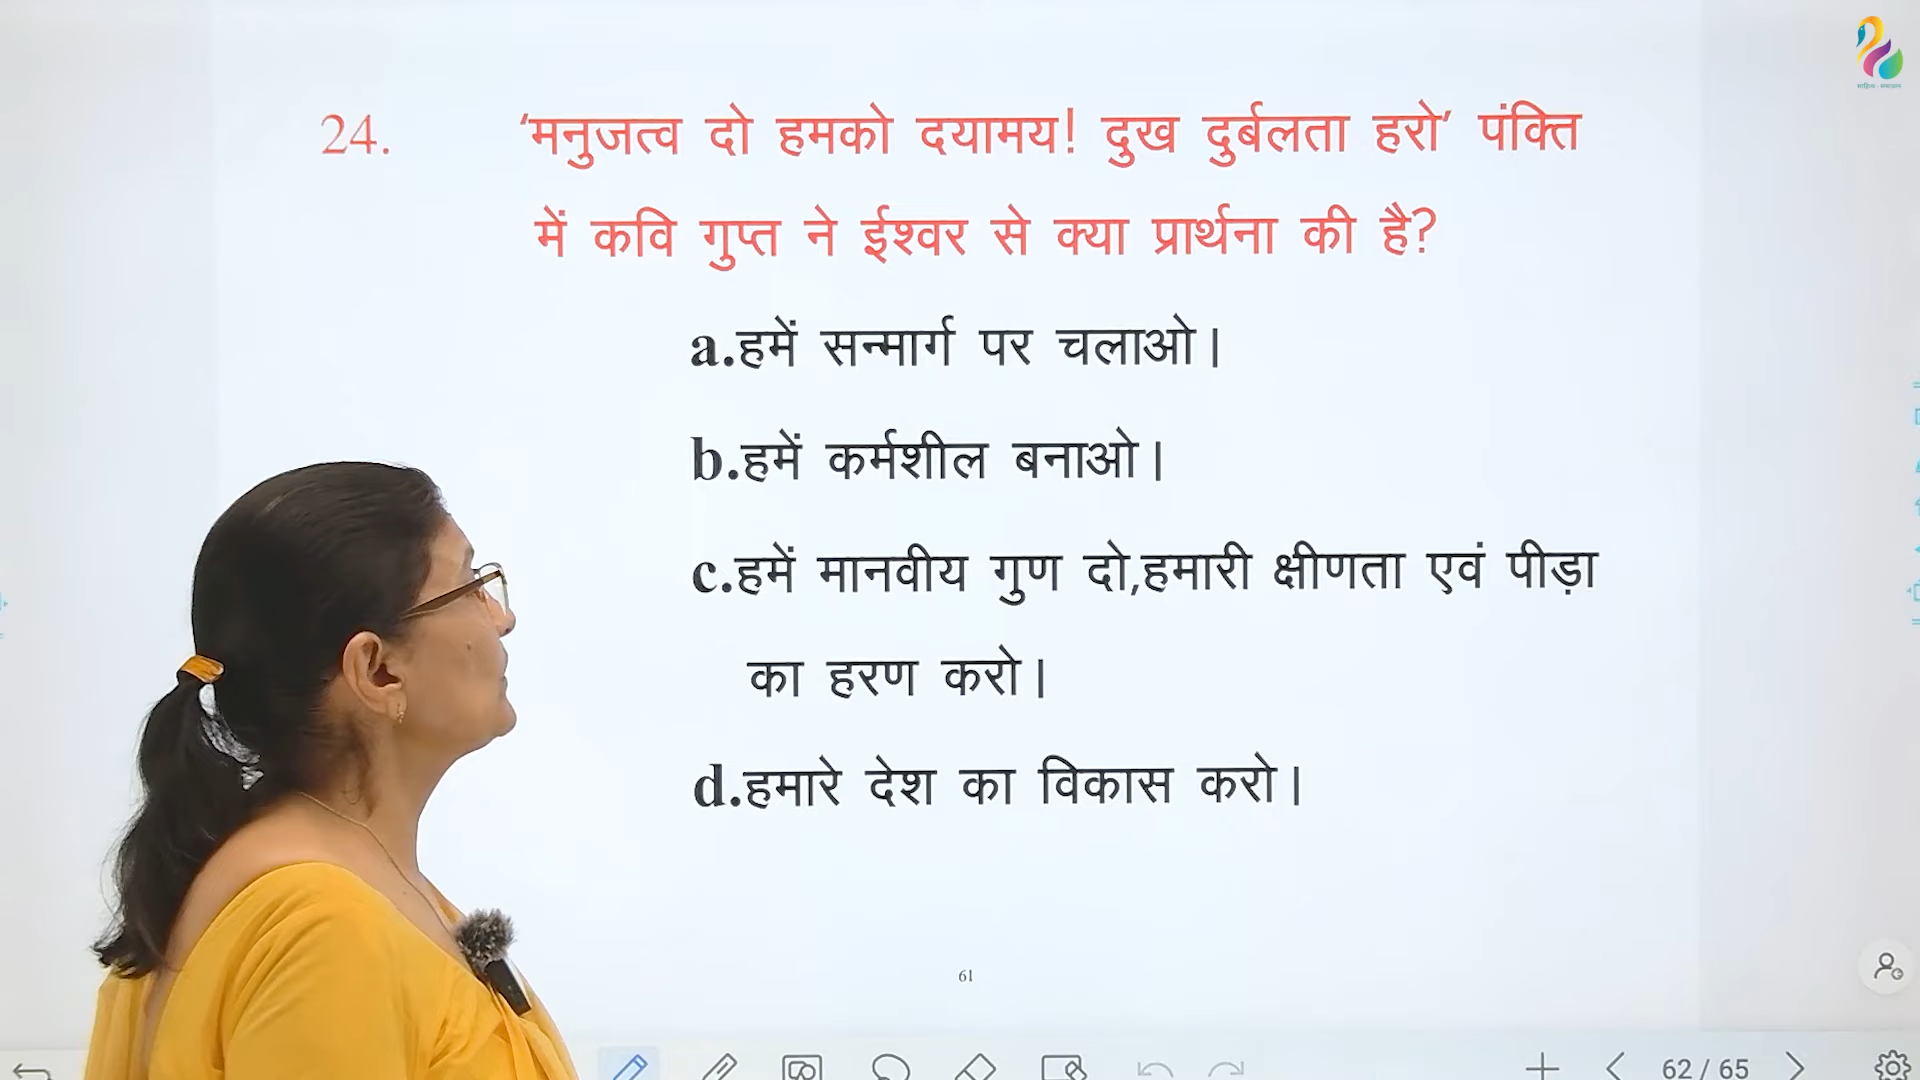 24. ‘मनुजत्व दो हमको दयामय! दुख दुर्बलता हरो’ पंक्ति
में कवि गुप्त ने ईश्वर से क्या प्रार्थना की है?
a.हमें सन्मार्ग पर चलाओ।
b.हमें कर्मशील बनाओ।
c.हमें मानवीय गुण दो,हमारी क्षीणता एवं पीड़ा
का हरण करो।
d.हमारे देश का विकास करो।
61
62 / 65